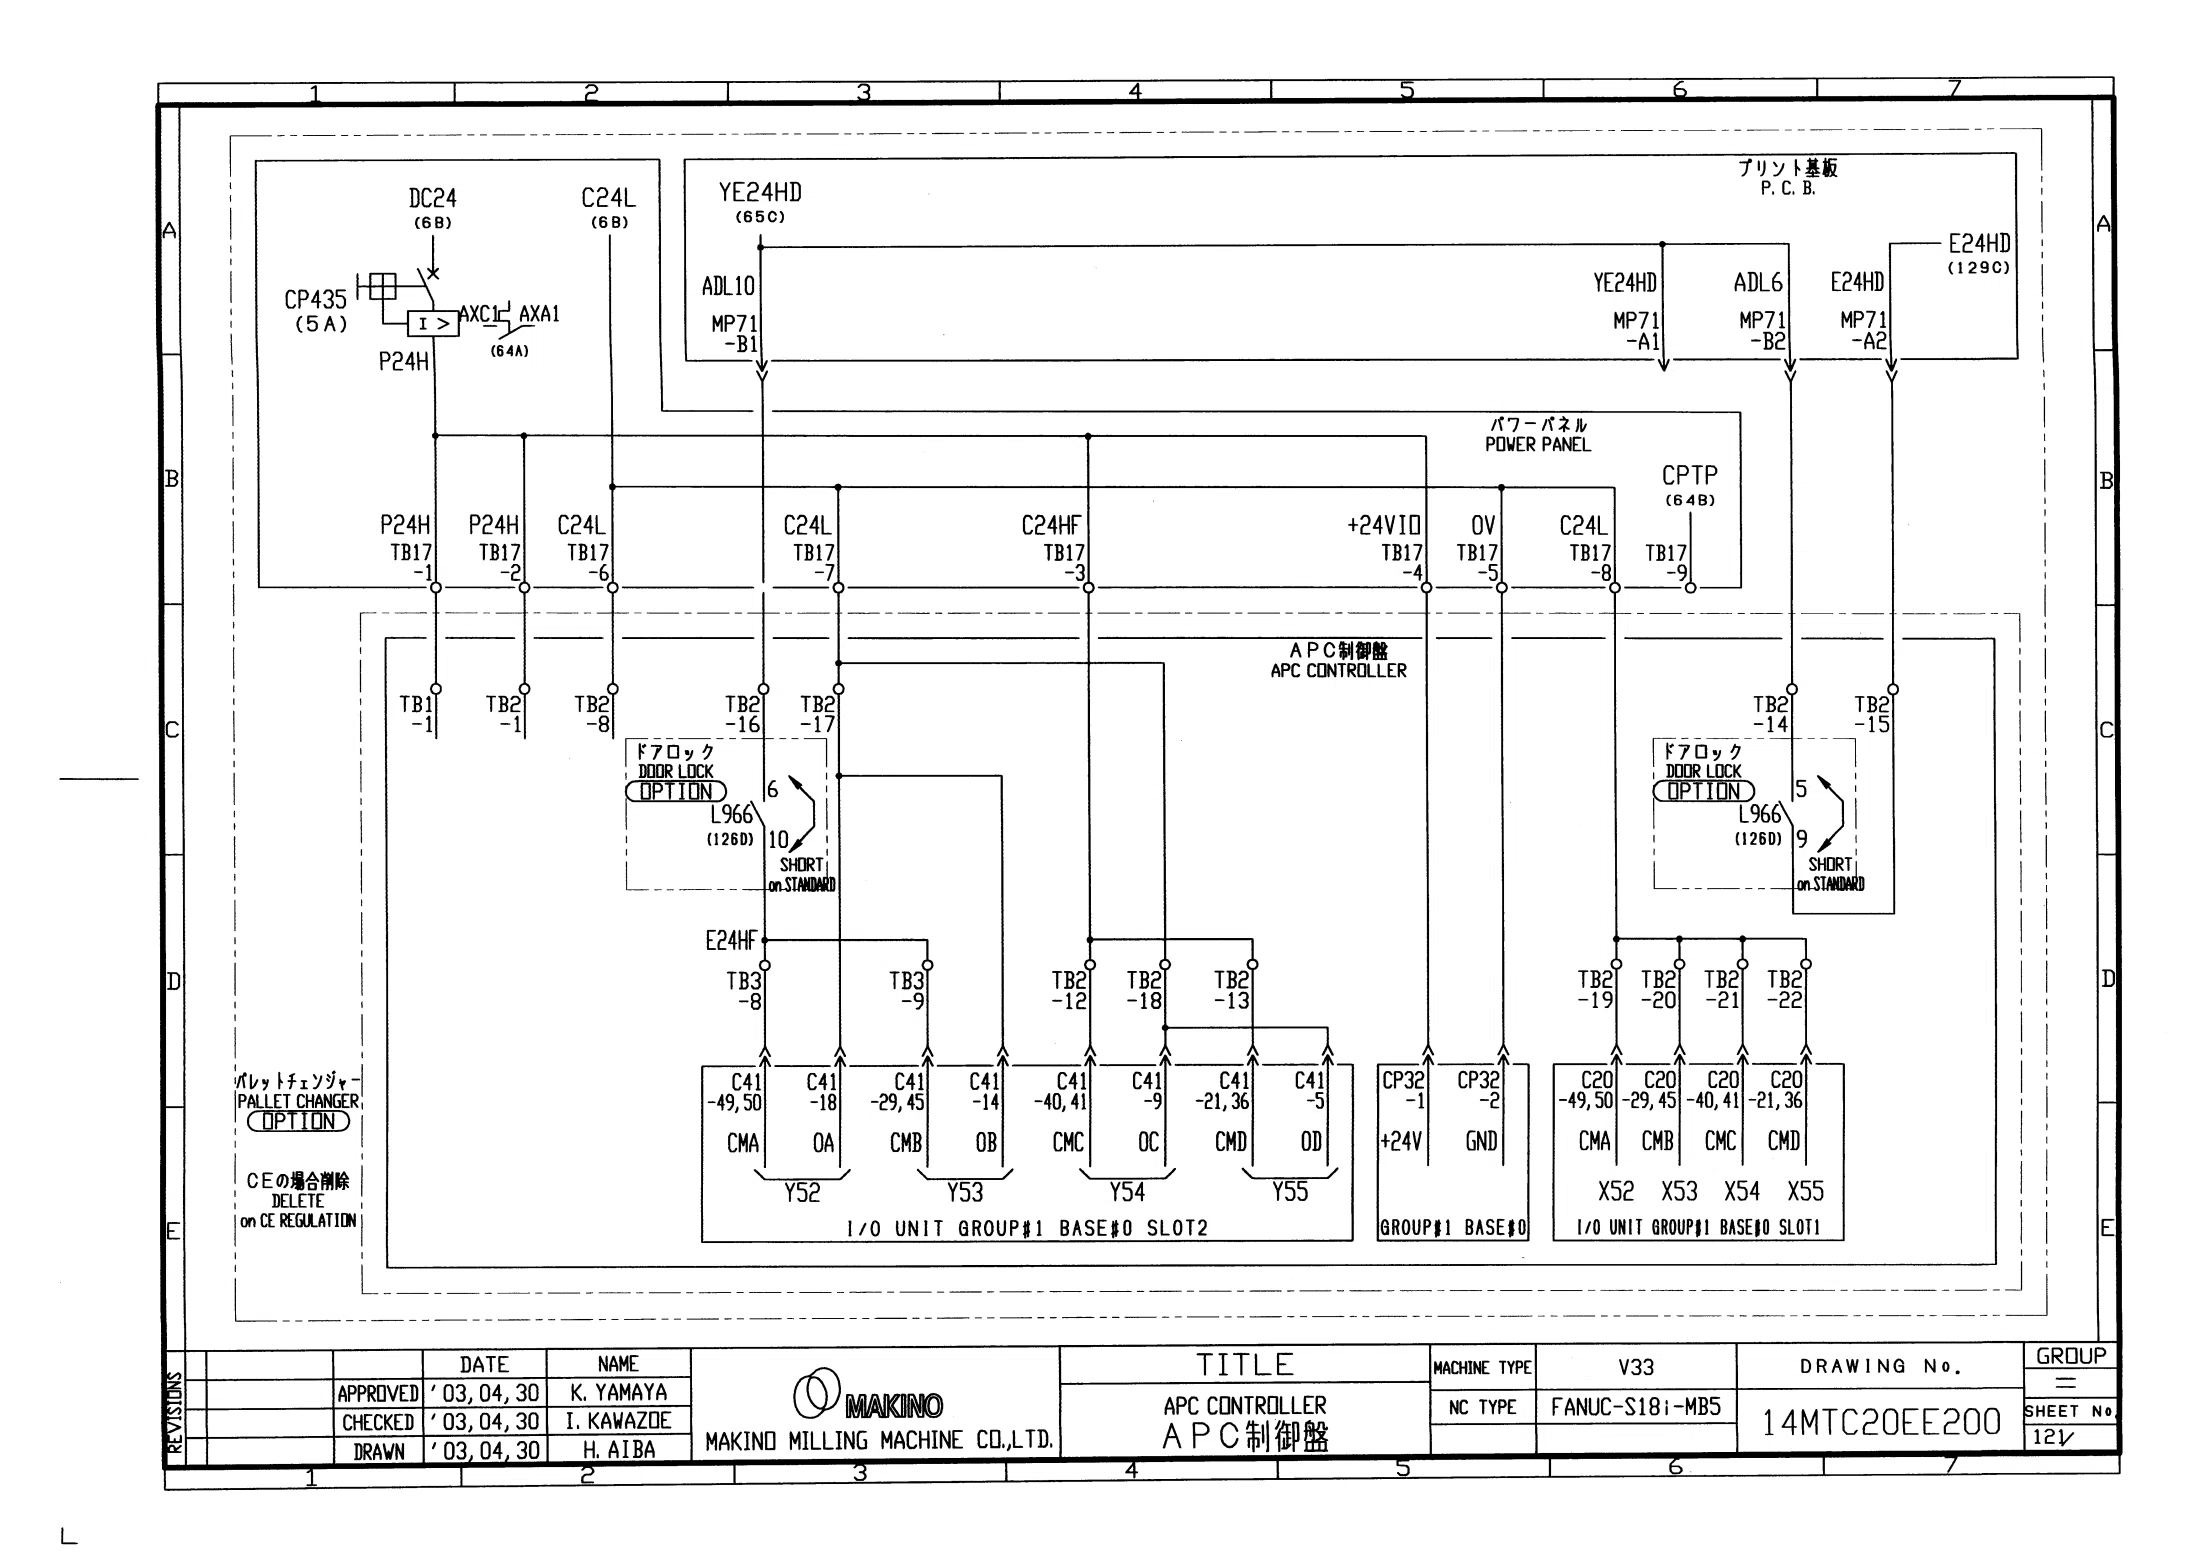 1 2 3 4 5 6 7
A
A
B
B
C
C
D
D
E
E
プリント基板
P.C.B.
DC24
(6B)
C24L
(6B)
YE24HD
(65C)
E24HD
(129C)
CP435
(5A)
I >
AXC1 AXA1
(64A)
P24H
ADL10
MP71
-B1
YE24HD
MP71
-A1
ADL6
MP71
-B2
E24HD
MP71
-A2
パワーパネル
POWER PANEL
CPTP
(64B)
P24H
TB17
-1
P24H
TB17
-2
C24L
TB17
-6
C24L
TB17
-7
C24HF
TB17
-3
+24VIO
TB17
-4
0V
TB17
-5
C24L
TB17
-8
TB17
-9
APC制御盤
APC CONTROLLER
TB1
-1
TB2
-1
TB2
-8
TB2
-16
TB2
-17
TB2
-14
TB2
-15
ドアロック
DOOR LOCK
OPTION
6
L966
(126D)
10
SHORT
on STANDARD
ドアロック
DOOR LOCK
OPTION
5
L966
(126D)
9
SHORT
on STANDARD
E24HF
TB3
-8
TB3
-9
TB2
-12
TB2
-18
TB2
-13
TB2
-19
TB2
-20
TB2
-21
TB2
-22
C41
-49,50
CMA
C41
-18
0A
C41
-29,45
CMB
C41
-14
0B
C41
-40,41
CMC
C41
-9
0C
C41
-21,36
CMD
C41
-5
0D
Y52 Y53 Y54 Y55
I/O UNIT GROUP#1 BASE#0 SLOT2
CP32
-1
+24V
CP32
-2
GND
GROUP#1 BASE#0
C20
-49,50
CMA
C20
-29,45
CMB
C20
-40,41
CMC
C20
-21,36
CMD
X52 X53 X54 X55
I/O UNIT GROUP#1 BASE#0 SLOT1
パレットチェンジャー
PALLET CHANGER
OPTION
CEの場合削除
DELETE
on CE REGULATION
REVISIONS
DATE NAME
APPROVED '03,04,30 K. YAMAYA
CHECKED '03,04,30 I. KAWAZOE
DRAWN '03,04,30 H. AIBA
MAKINO
MAKINO MILLING MACHINE CO.,LTD.
TITLE
APC CONTROLLER
APC制御盤
MACHINE TYPE V33
NC TYPE FANUC-S18i-MB5
DRAWING No.
14MTC20EE200
GROUP
=
SHEET No.
121/
1 2 3 4 5 6 7